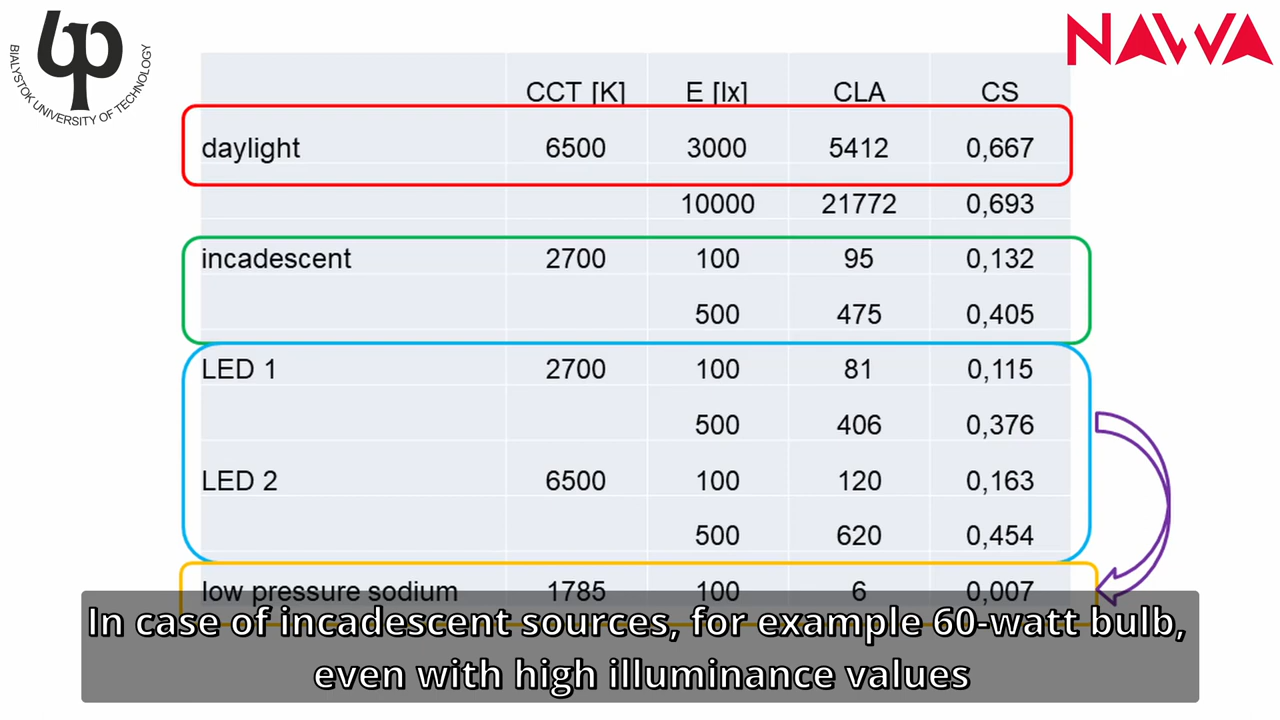 BIALYSTOK UNIVERSITY OF TECHNOLOGY
NAWA
CCT [K] E [lx] CLA CS
daylight 6500 3000 5412 0,667
10000 21772 0,693
incadescent 2700 100 95 0,132
500 475 0,405
LED 1 2700 100 81 0,115
500 406 0,376
LED 2 6500 100 120 0,163
500 620 0,454
low pressure sodium 1785 100 6 0,007
In case of incadescent sources, for example 60-watt bulb,
even with high illuminance values